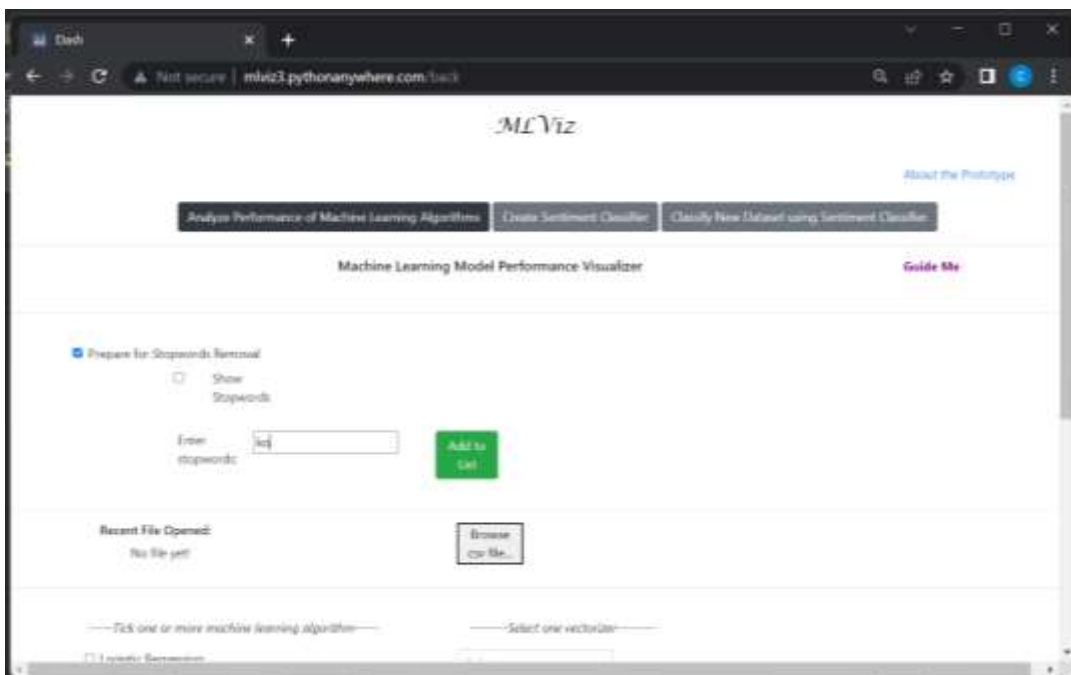 Dash
Not secure | mlviz3.pythonanywhere.com/back
MLViz
About the Prototype
Analyze Performance of Machine Learning Algorithms Create Sentiment Classifier Classify New Dataset using Sentiment Classifier
Machine Learning Model Performance Visualizer Guide Me
Prepare for Stopwords Removal
Show
Stopwords
Enter
stopwords:
Add to
List
Recent File Opened:
No file yet!
Browse
csv file...
-----Tick one or more machine learning algorithm----- -----Select one vectorizer-----
Logistic Regression